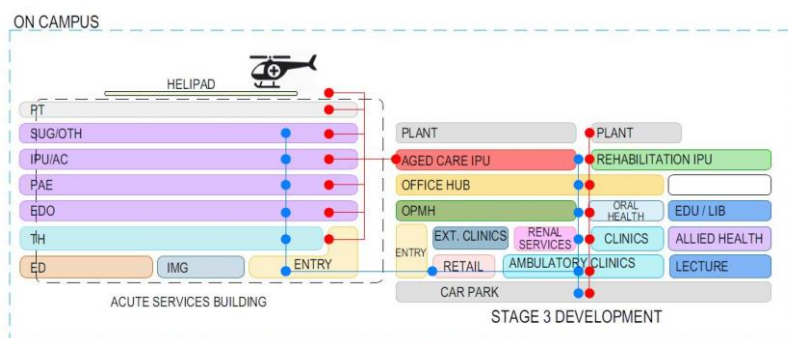 ON CAMPUS
HELIPAD
PT
SUG/OTH
IPU/AC
PAE
EDO
TH
ED
IMG
ENTRY
ACUTE SERVICES BUILDING
PLANT
PLANT
AGED CARE IPU
REHABILITATION IPU
OFFICE HUB
OPMH
ORAL
HEALTH
EDU / LIB
ENTRY
EXT. CLINICS
RENAL
SERVICES
CLINICS
ALLIED HEALTH
RETAIL
AMBULATORY CLINICS
LECTURE
CAR PARK
STAGE 3 DEVELOPMENT